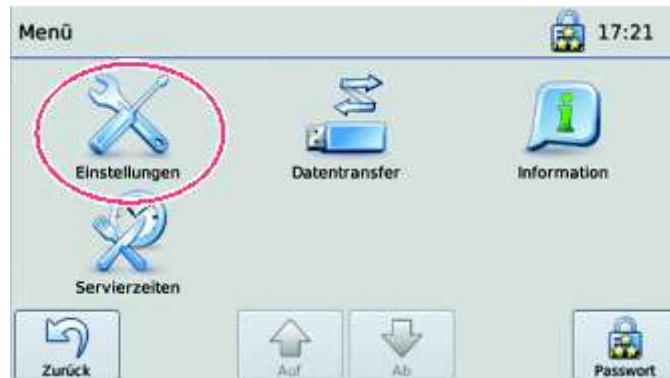 Menü 17:21
Einstellungen Datentransfer Information
Servierzeiten
Zurück Auf Ab Passwort